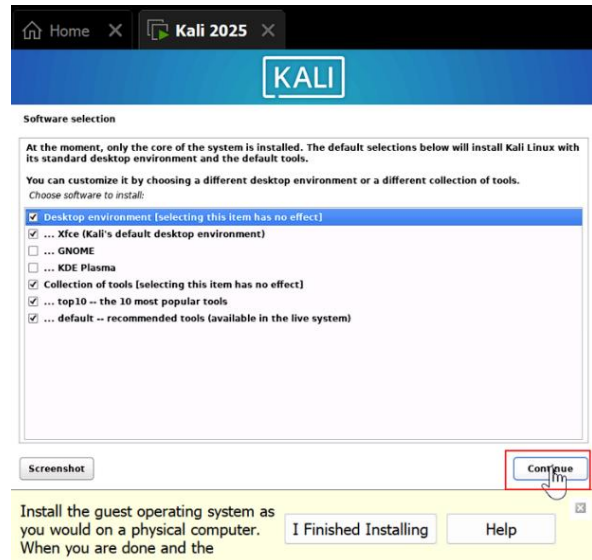 Home
Kali 2025
KALI
Software selection
At the moment, only the core of the system is installed. The default selections below will install Kali Linux with
its standard desktop environment and the default tools.
You can customize it by choosing a different desktop environment or a different collection of tools.
Choose software to install:
Desktop environment [selecting this item has no effect]
... Xfce (Kali's default desktop environment)
... GNOME
... KDE Plasma
Collection of tools [selecting this item has no effect]
... top10 -- the 10 most popular tools
... default -- recommended tools (available in the live system)
Screenshot
Continue
Install the guest operating system as
you would on a physical computer.
When you are done and the
I Finished Installing
Help